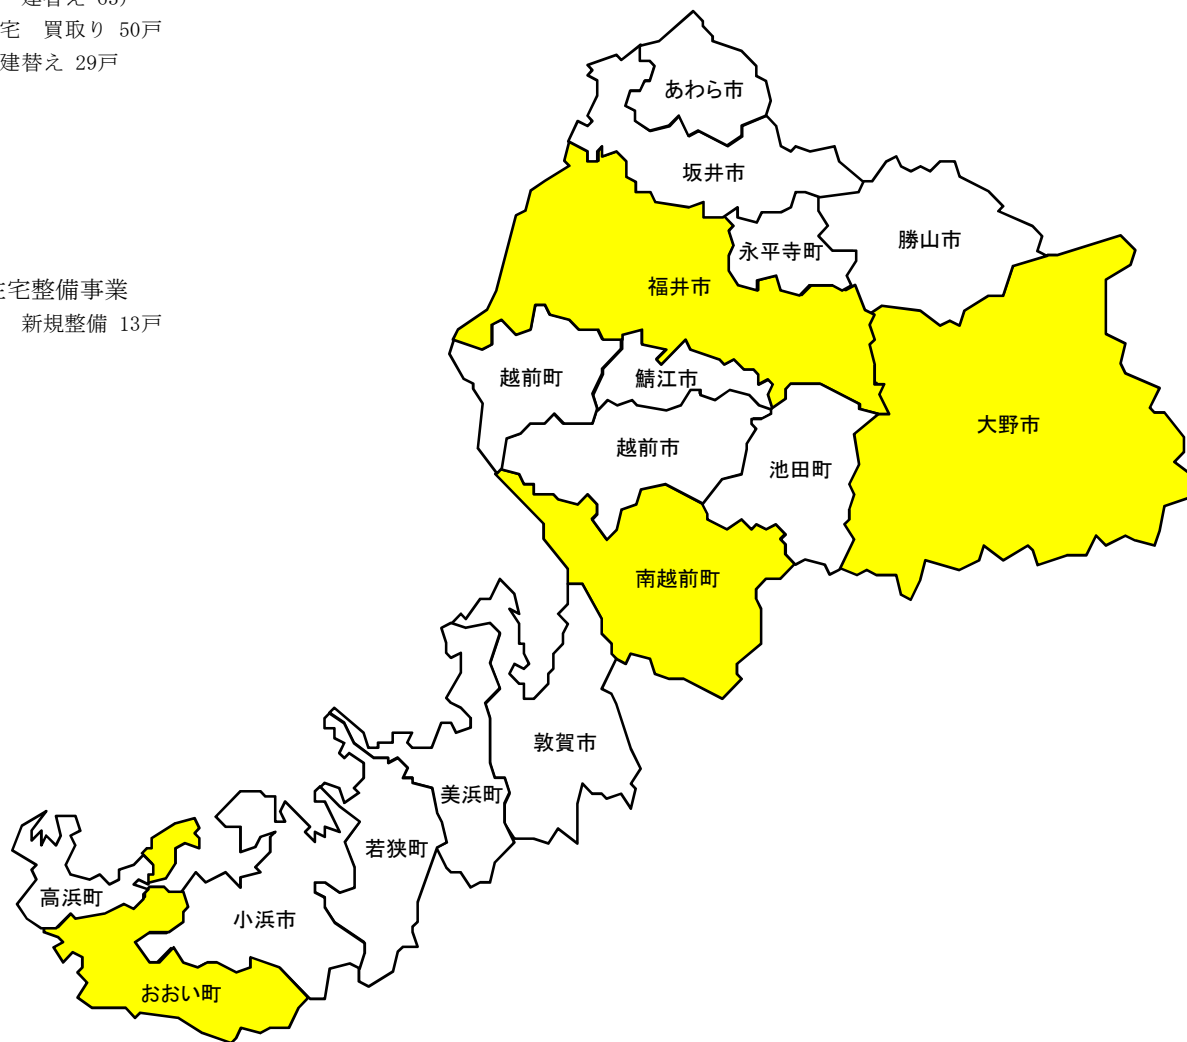 宅 買取り 50戸
建替え 29戸
宅整備事業
新規整備 13戸
あわら市
坂井市
永平寺町
勝山市
福井市
越前町
鯖江市
大野市
越前市
池田町
南越前町
敦賀市
美浜町
若狭町
高浜町
小浜市
おおい町